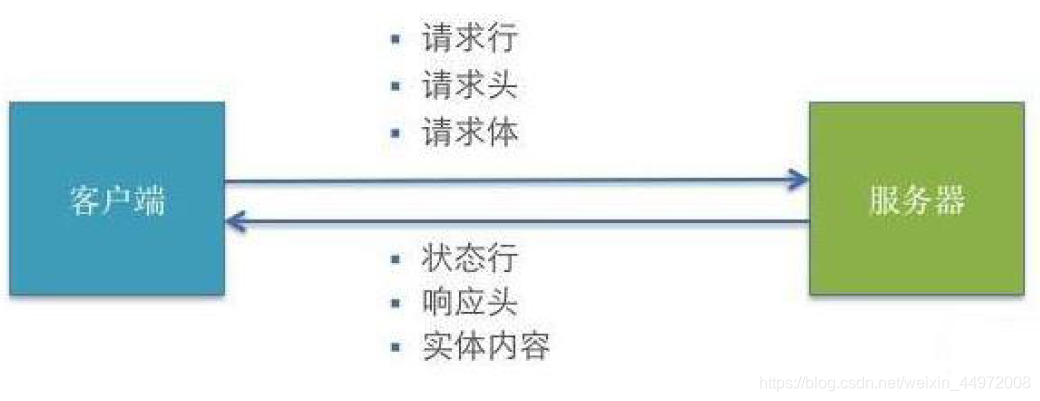 请求行
请求头
请求体
客户端
服务器
状态行
响应头
实体内容
https://blog.csdn.net/weixin_44972008